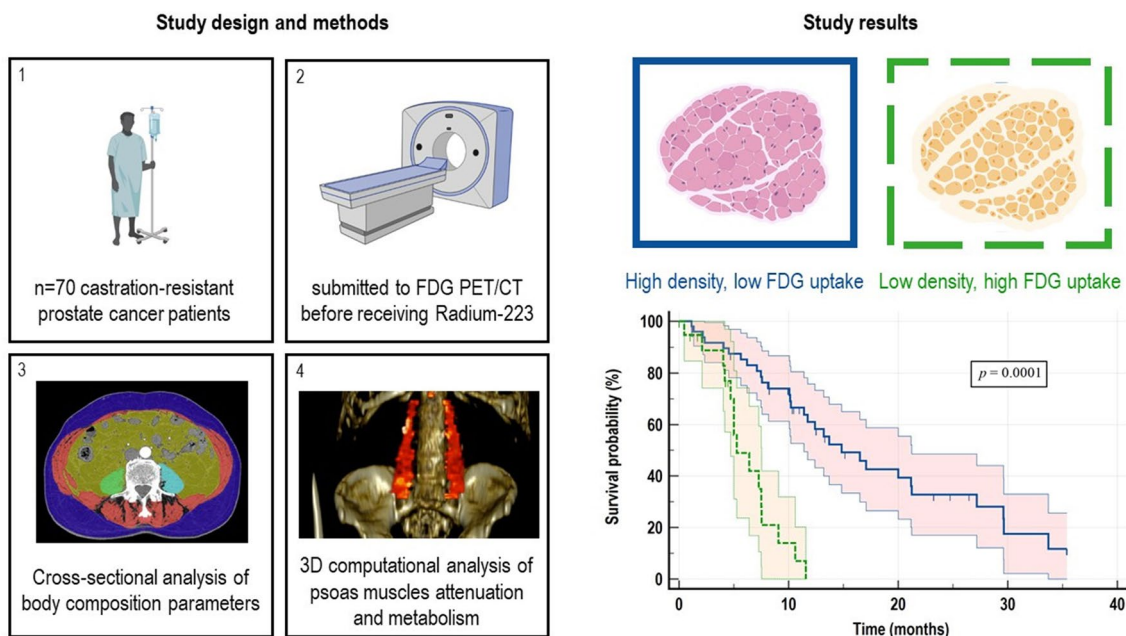 Study design and methods
1
n=70 castration-resistant
prostate cancer patients
2
submitted to FDG PET/CT
before receiving Radium-223
3
Cross-sectional analysis of
body composition parameters
4
3D computational analysis of
psoas muscles attenuation
and metabolism
Study results
High density, low FDG uptake
Low density, high FDG uptake
Survival probability (%)
100
80
60
40
20
0
p = 0.0001
0 10 20 30 40
Time (months)